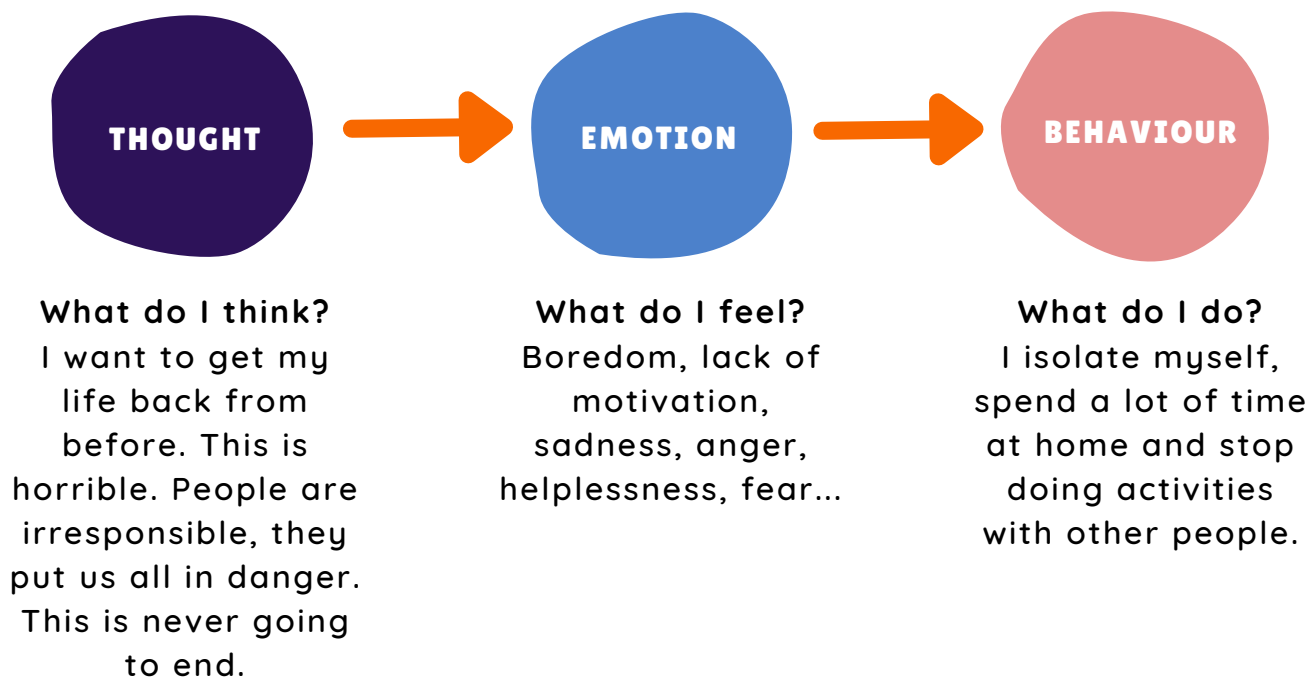 THOUGHT
EMOTION
BEHAVIOUR
What do I think?
I want to get my
life back from
before. This is
horrible. People are
irresponsible, they
put us all in danger.
This is never going
to end.
What do I feel?
Boredom, lack of
motivation,
sadness, anger,
helplessness, fear...
What do I do?
I isolate myself,
spend a lot of time
at home and stop
doing activities
with other people.